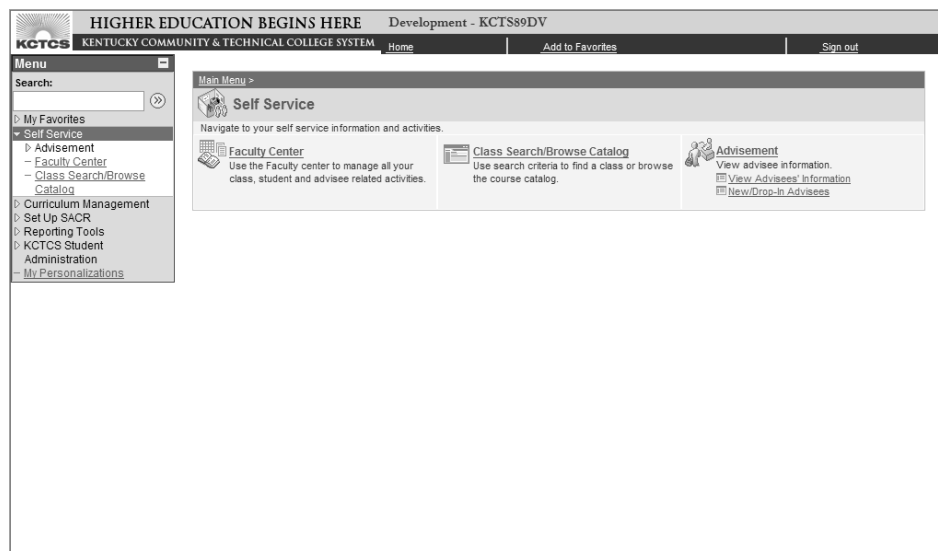 HIGHER EDUCATION BEGINS HERE Development - KCTS89DV
KCTCS KENTUCKY COMMUNITY & TECHNICAL COLLEGE SYSTEM Home Add to Favorites Sign out
Menu
Search:
My Favorites
Self Service
Advisement
Faculty Center
Class Search/Browse
Catalog
Curriculum Management
Set Up SACR
Reporting Tools
KCTCS Student
Administration
My Personalizations
Main Menu >
Self Service
Navigate to your self service information and activities.
Faculty Center
Use the Faculty center to manage all your
class, student and advisee related activities.
Class Search/Browse Catalog
Use search criteria to find a class or browse
the course catalog.
Advisement
View advisee information.
View Advisees' Information
New/Drop-In Advisees